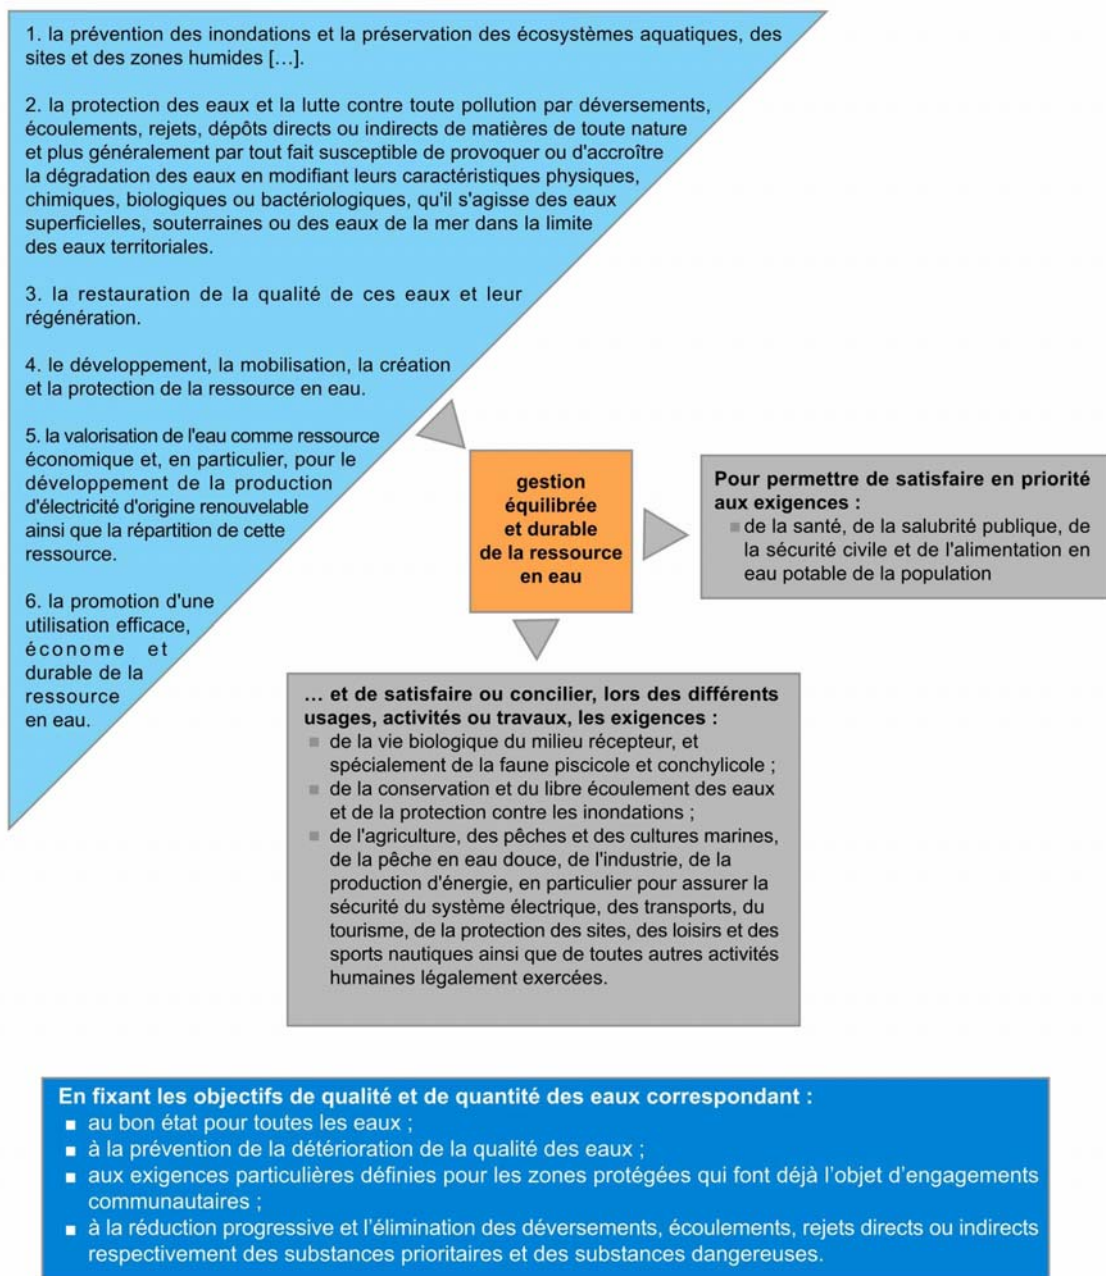 1. la prévention des inondations et la préservation des écosystèmes aquatiques, des
sites et des zones humides […].
2. la protection des eaux et la lutte contre toute pollution par déversements,
écoulements, rejets, dépôts directs ou indirects de matières de toute nature
et plus généralement par tout fait susceptible de provoquer ou d'accroître
la dégradation des eaux en modifiant leurs caractéristiques physiques,
chimiques, biologiques ou bactériologiques, qu'il s'agisse des eaux
superficielles, souterraines ou des eaux de la mer dans la limite
des eaux territoriales.
3. la restauration de la qualité de ces eaux et leur
régénération.
4. le développement, la mobilisation, la création
et la protection de la ressource en eau.
5. la valorisation de l'eau comme ressource
économique et, en particulier, pour le
développement de la production
d'électricité d'origine renouvelable
ainsi que la répartition de cette
ressource.
6. la promotion d'une
utilisation efficace,
économe et
durable de la
ressource
en eau.
gestion
équilibrée
et durable
de la ressource
en eau
Pour permettre de satisfaire en priorité
aux exigences :
de la santé, de la salubrité publique, de
la sécurité civile et de l'alimentation en
eau potable de la population
… et de satisfaire ou concilier, lors des différents
usages, activités ou travaux, les exigences :
de la vie biologique du milieu récepteur, et
spécialement de la faune piscicole et conchylicole ;
de la conservation et du libre écoulement des eaux
et de la protection contre les inondations ;
de l'agriculture, des pêches et des cultures marines,
de la pêche en eau douce, de l'industrie, de la
production d'énergie, en particulier pour assurer la
sécurité du système électrique, des transports, du
tourisme, de la protection des sites, des loisirs et des
sports nautiques ainsi que de toutes autres activités
humaines légalement exercées.
En fixant les objectifs de qualité et de quantité des eaux correspondant :
au bon état pour toutes les eaux ;
à la prévention de la détérioration de la qualité des eaux ;
aux exigences particulières définies pour les zones protégées qui font déjà l’objet d’engagements
communautaires ;
à la réduction progressive et l’élimination des déversements, écoulements, rejets directs ou indirects
respectivement des substances prioritaires et des substances dangereuses.